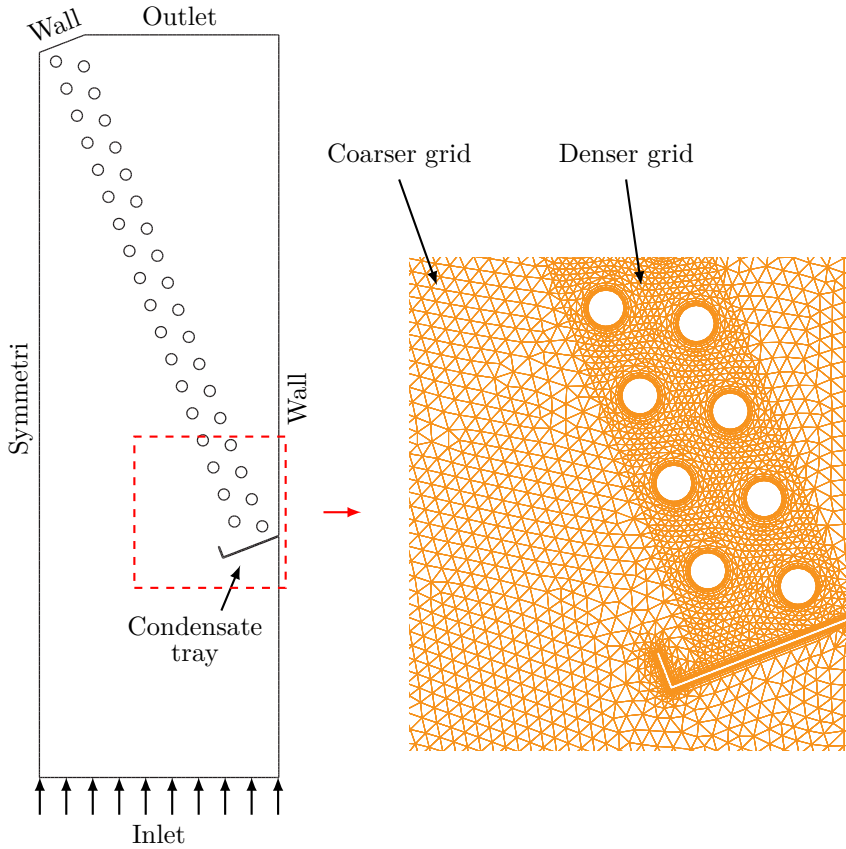 Wall
Outlet
Coarser grid
Denser grid
Symmetri
Wall
Condensate
tray
Inlet